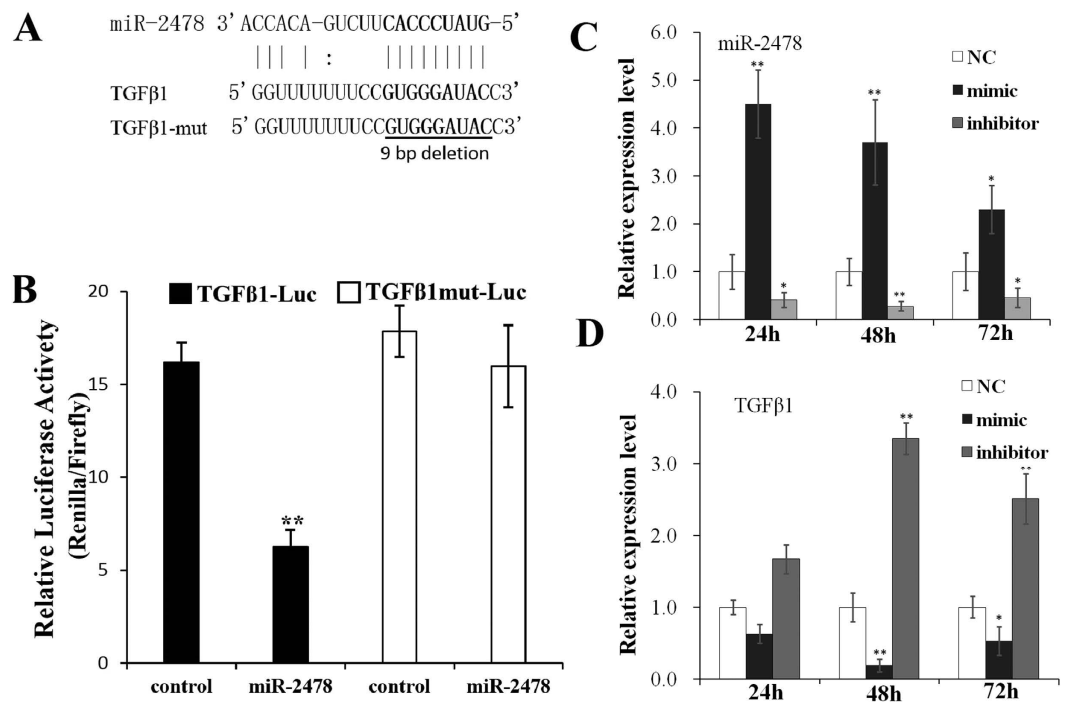 A
miR-2478 3' ACCACA-GUCUUCACCCUAUG-5'
||| | : |||||||||
TGFβ1 5' GGUUUUUUUCCGUGGGAUACC3'
TGFβ1-mut 5' GGUUUUUUUCCGUGGGAUACC3'
9 bp deletion
B
TGFβ1-Luc
TGFβ1mut-Luc
Relative Luciferase Activety
(Renilla/Firefly)
20
15
10
5
0
**
control
miR-2478
control
miR-2478
C
miR-2478
NC
mimic
inhibitor
Relative expression level
6.0
5.0
4.0
3.0
2.0
1.0
0.0
**
*
**
**
*
*
24h
48h
72h
D
TGFβ1
NC
mimic
inhibitor
Relative expression level
4.0
3.0
2.0
1.0
0.0
**
**
*
**
24h
48h
72h